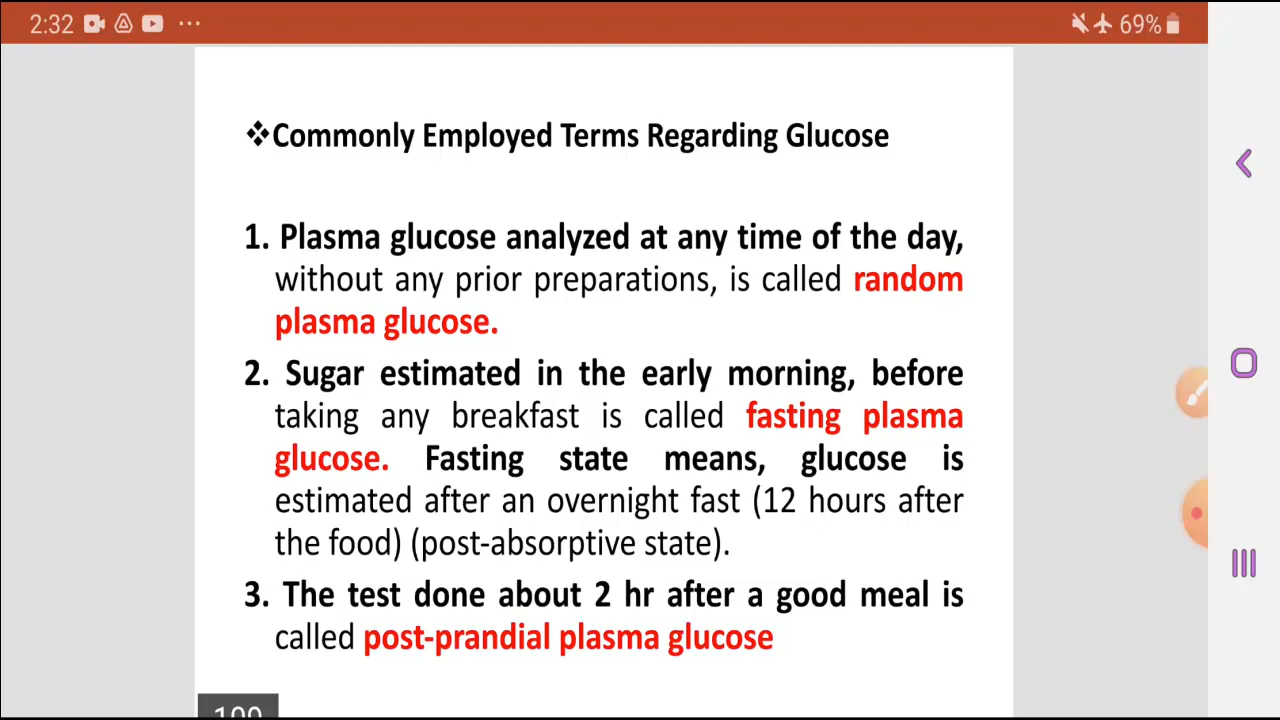 2:32
69%
❖Commonly Employed Terms Regarding Glucose
1. Plasma glucose analyzed at any time of the day,
without any prior preparations, is called random
plasma glucose.
2. Sugar estimated in the early morning, before
taking any breakfast is called fasting plasma
glucose. Fasting state means, glucose is
estimated after an overnight fast (12 hours after
the food) (post-absorptive state).
3. The test done about 2 hr after a good meal is
called post-prandial plasma glucose